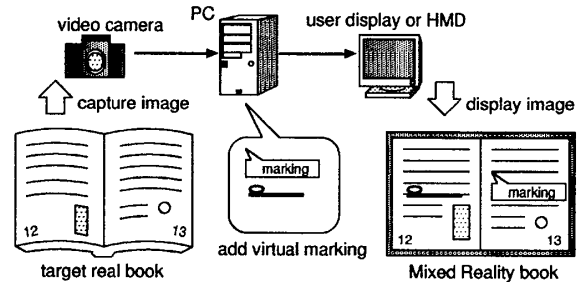 PC
video camera
user display or HMD
capture image
display image
marking
marking
12
13
12
13
add virtual marking
target real book
Mixed Reality book